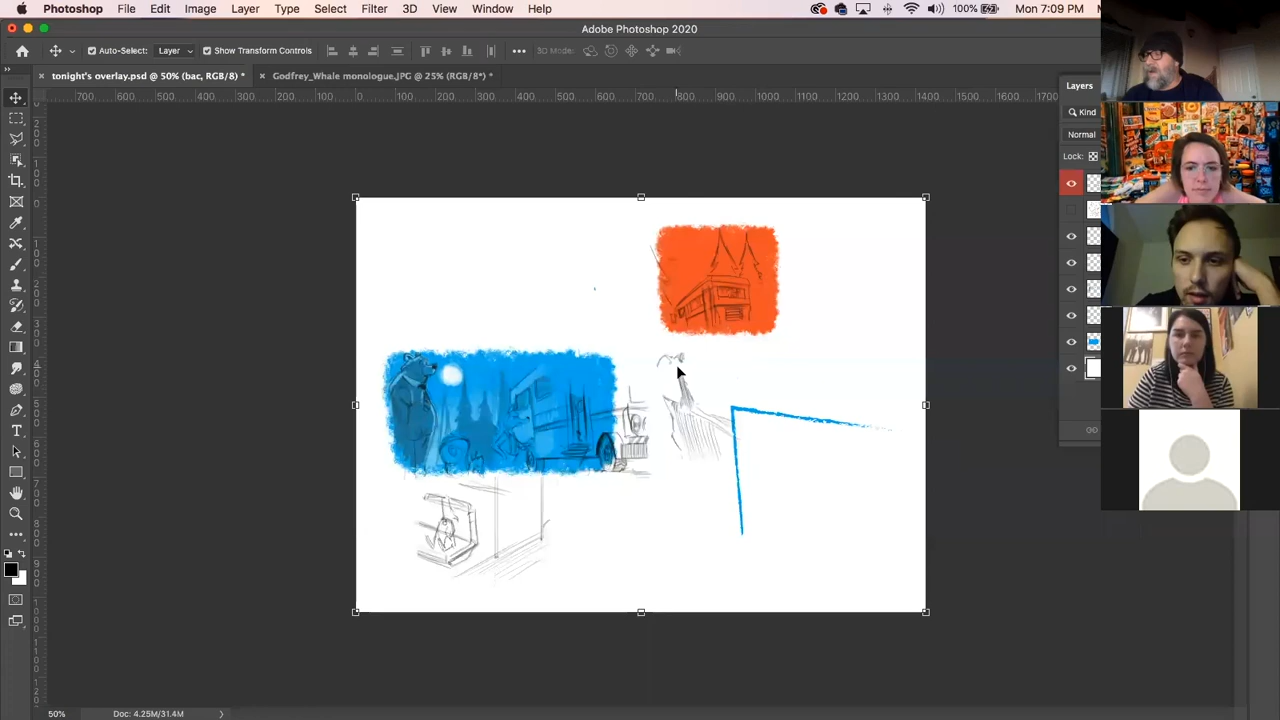 Photoshop File Edit Image Layer Type Select Filter 3D View Window Help 100% Mon 7:09 PM
Adobe Photoshop 2020
Auto-Select: Layer Show Transform Controls 3D Mode:
tonight's overlay.psd @ 50% (bac, RGB/8) * Godfrey_Whale monologue.JPG @ 25% (RGB/8*) *
700 600 500 400 300 200 100 0 100 200 300 400 500 600 700 800 900 1000 1100 1200 1300 1400 1500 1600 1700
Layers
Kind
Normal
Lock:
50% Doc: 4.25M/31.4M